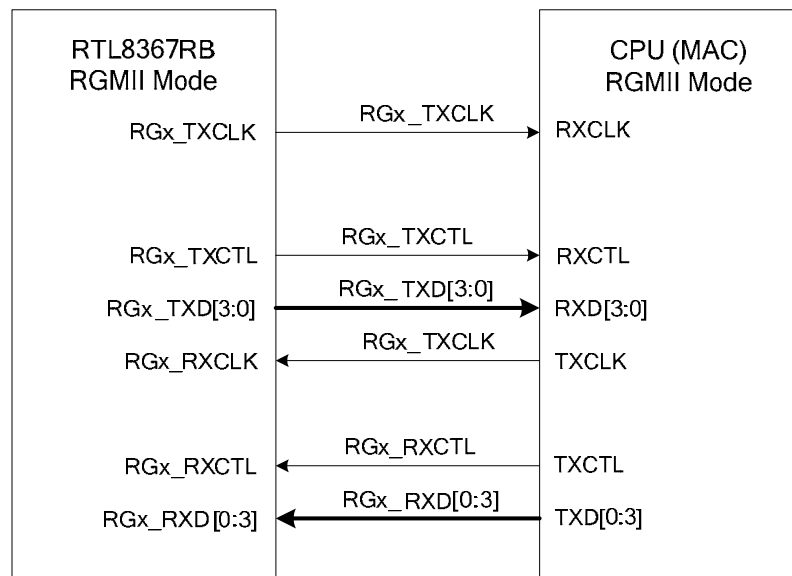 RTL8367RB
RGMII Mode
CPU (MAC)
RGMII Mode
RGx_TXCLK
RGx_TXCLK
RXCLK
RGx_TXCTL
RGx_TXCTL
RXCTL
RGx_TXD[3:0]
RGx_TXD[3:0]
RXD[3:0]
RGx_RXCLK
RGx_TXCLK
TXCLK
RGx_RXCTL
RGx_RXCTL
TXCTL
RGx_RXD[0:3]
RGx_RXD[0:3]
TXD[0:3]